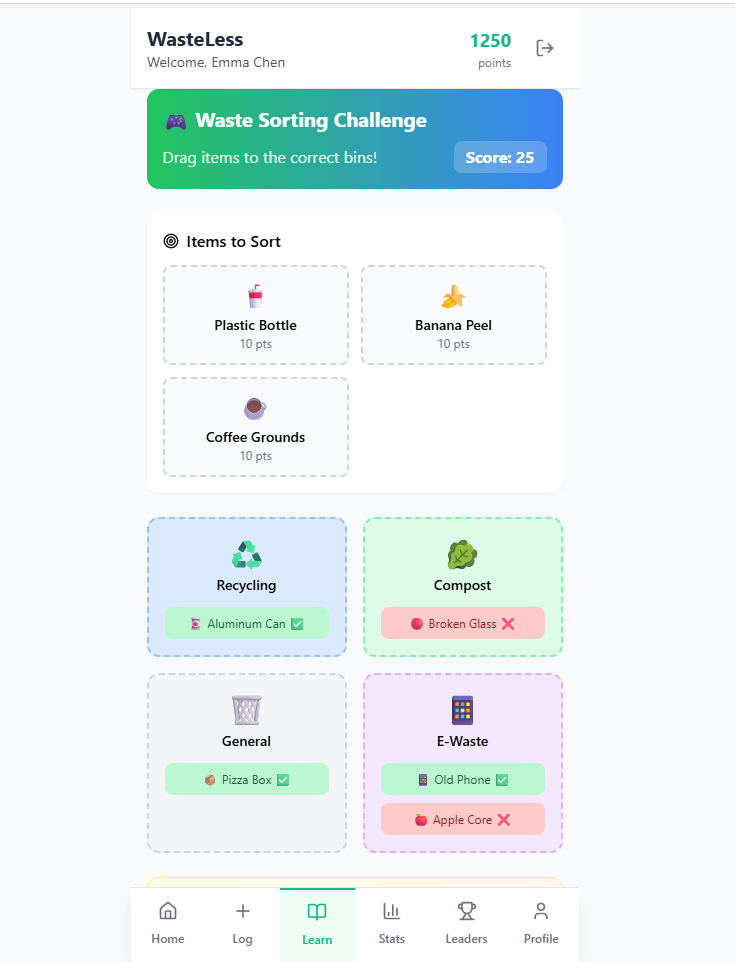 WasteLess
Welcome, Emma Chen
1250
points
Waste Sorting Challenge
Drag items to the correct bins!
Score: 25
Items to Sort
Plastic Bottle
10 pts
Banana Peel
10 pts
Coffee Grounds
10 pts
Recycling
Aluminum Can
Compost
Broken Glass
General
Pizza Box
E-Waste
Old Phone
Apple Core
Home
Log
Learn
Stats
Leaders
Profile